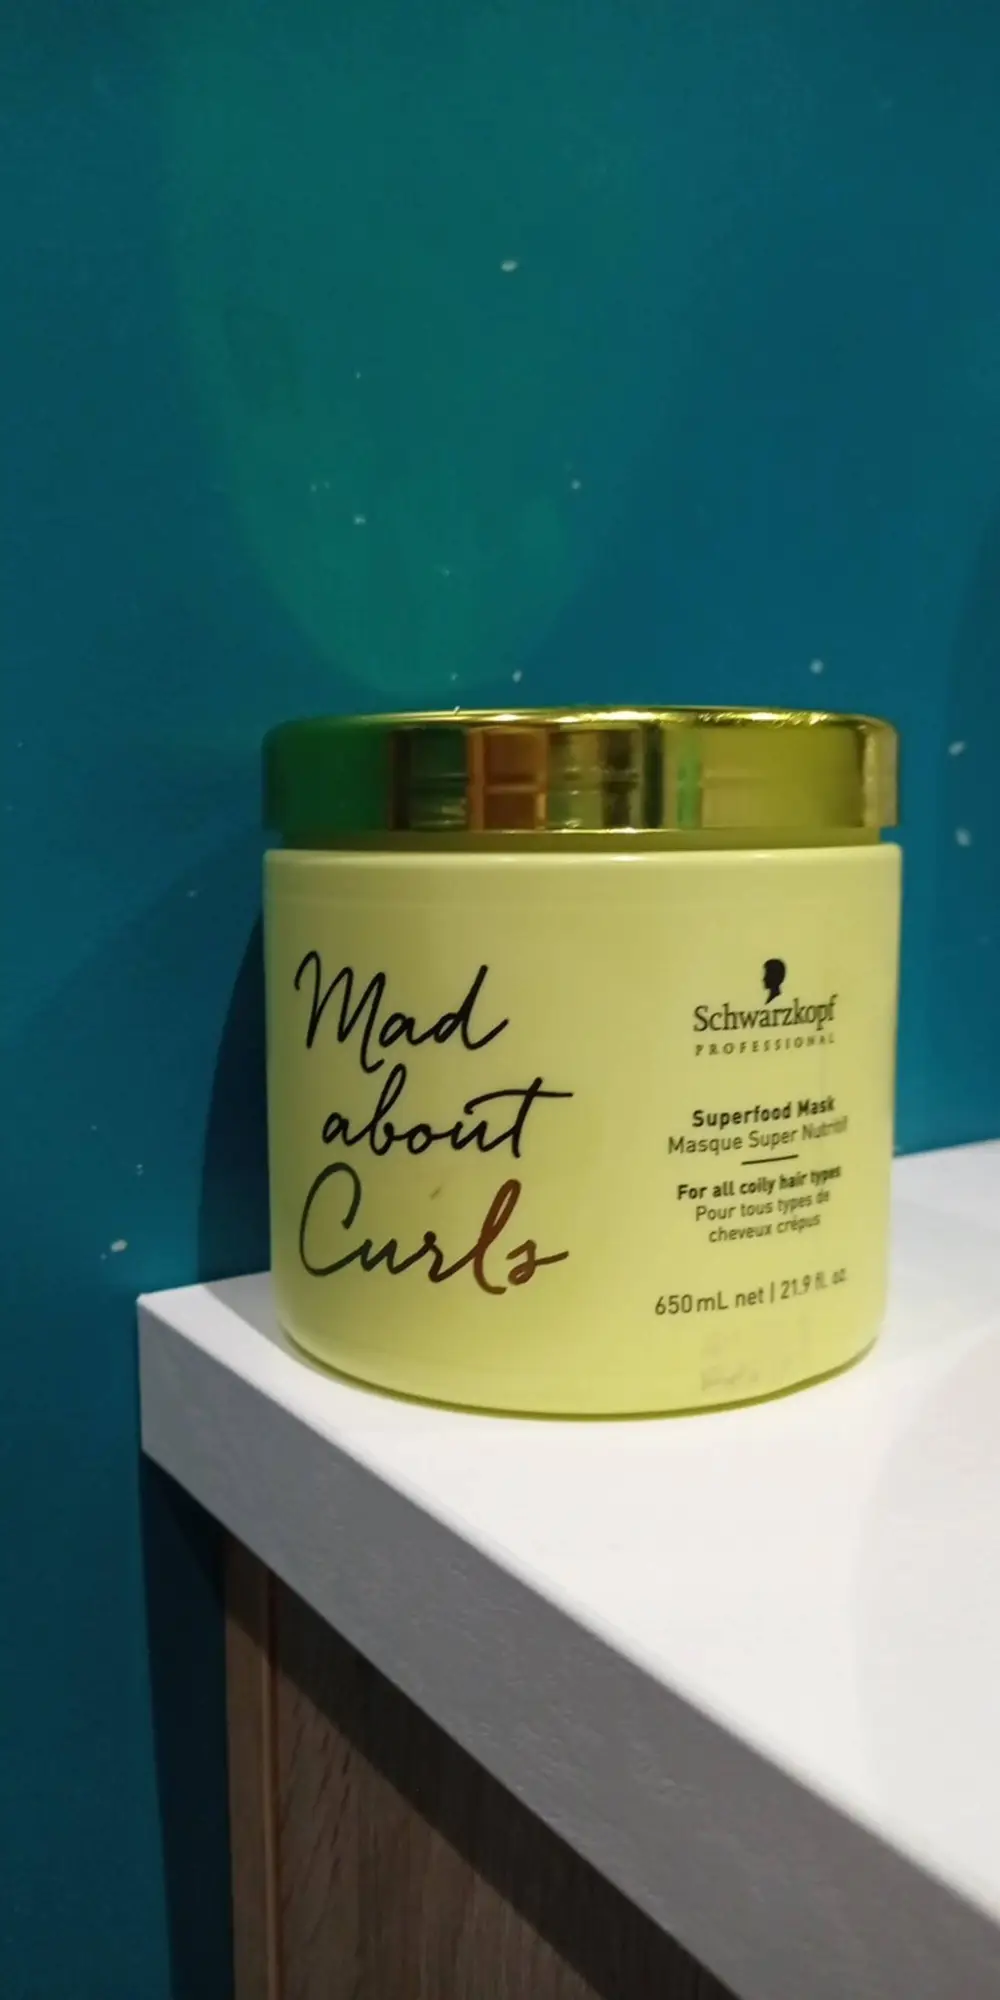 Mad
about
Curls
Schwarzkopf
PROFESSIONAL
Superfood Mask
Masque Super Nutritif
For all coily hair types
Pour tous types de
cheveux crépus
650 mL net | 21.9 fl. oz